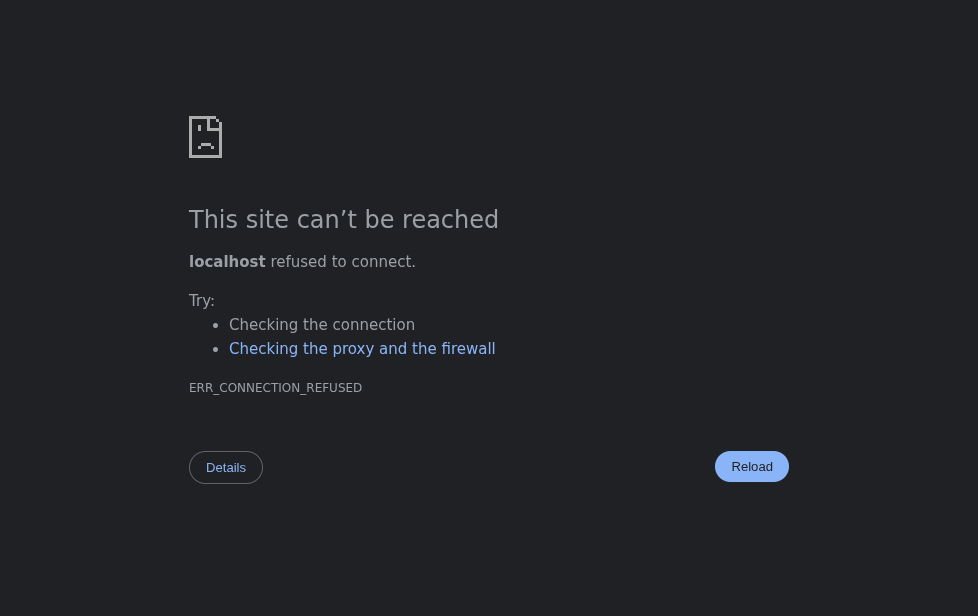 This site can’t be reached
localhost refused to connect.
Try:
Checking the connection
Checking the proxy and the firewall
ERR_CONNECTION_REFUSED
Details
Reload